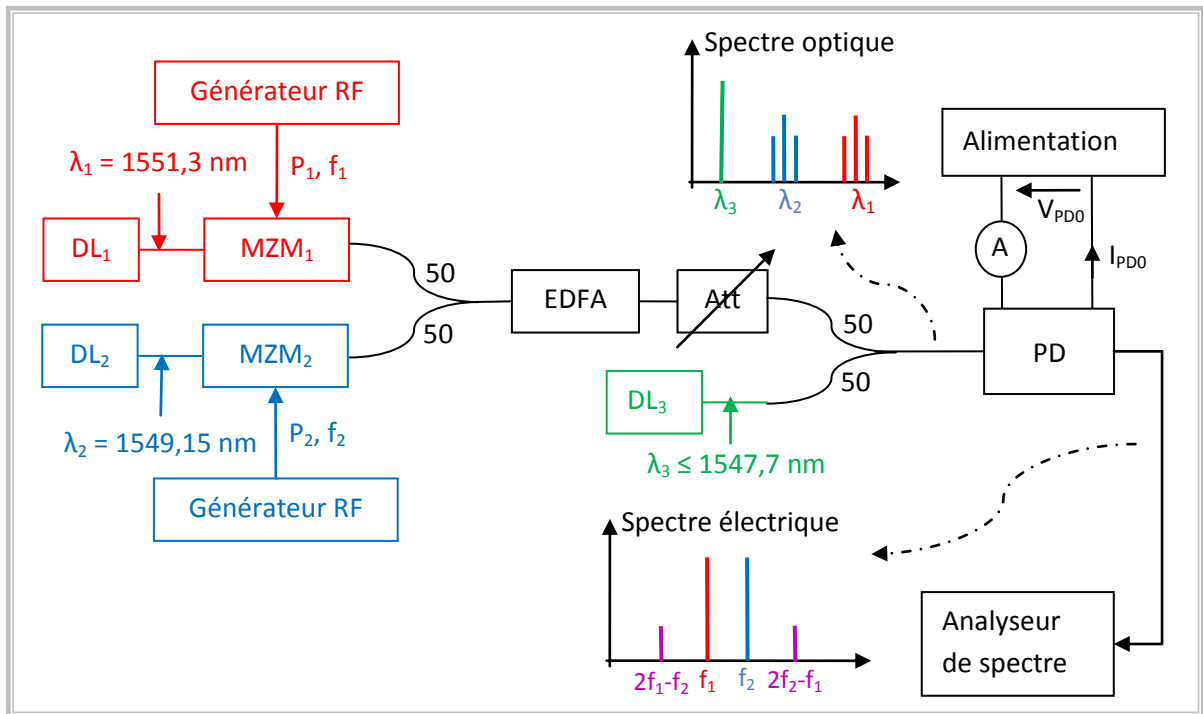 Spectre optique
λ₃
λ₂
λ₁
Générateur RF
λ₁ = 1551,3 nm
P₁, f₁
DL₁
MZM₁
50
50
DL₂
MZM₂
λ₂ = 1549,15 nm
P₂, f₂
Générateur RF
EDFA
Att
50
50
DL₃
λ₃ ≤ 1547,7 nm
Alimentation
V_PD0
A
I_PD0
PD
Spectre électrique
2f₁-f₂
f₁
f₂
2f₂-f₁
Analyseur
de spectre